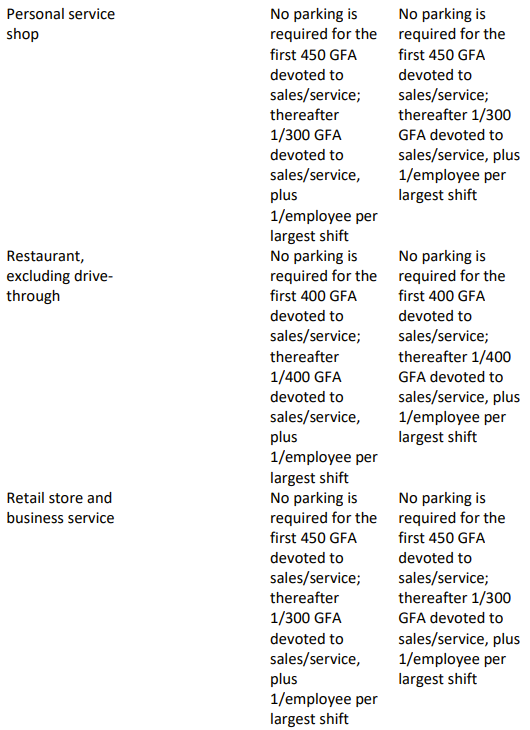 Personal service
shop
No parking is
required for the
first 450 GFA
devoted to
sales/service;
thereafter
1/300 GFA
devoted to
sales/service,
plus
1/employee per
largest shift
No parking is
required for the
first 450 GFA
devoted to
sales/service;
thereafter 1/300
GFA devoted to
sales/service, plus
1/employee per
largest shift
Restaurant,
excluding drive-
through
No parking is
required for the
first 400 GFA
devoted to
sales/service;
thereafter
1/400 GFA
devoted to
sales/service,
plus
1/employee per
largest shift
No parking is
required for the
first 400 GFA
devoted to
sales/service;
thereafter 1/400
GFA devoted to
sales/service, plus
1/employee per
largest shift
Retail store and
business service
No parking is
required for the
first 450 GFA
devoted to
sales/service;
thereafter
1/300 GFA
devoted to
sales/service,
plus
1/employee per
largest shift
No parking is
required for the
first 450 GFA
devoted to
sales/service;
thereafter 1/300
GFA devoted to
sales/service, plus
1/employee per
largest shift